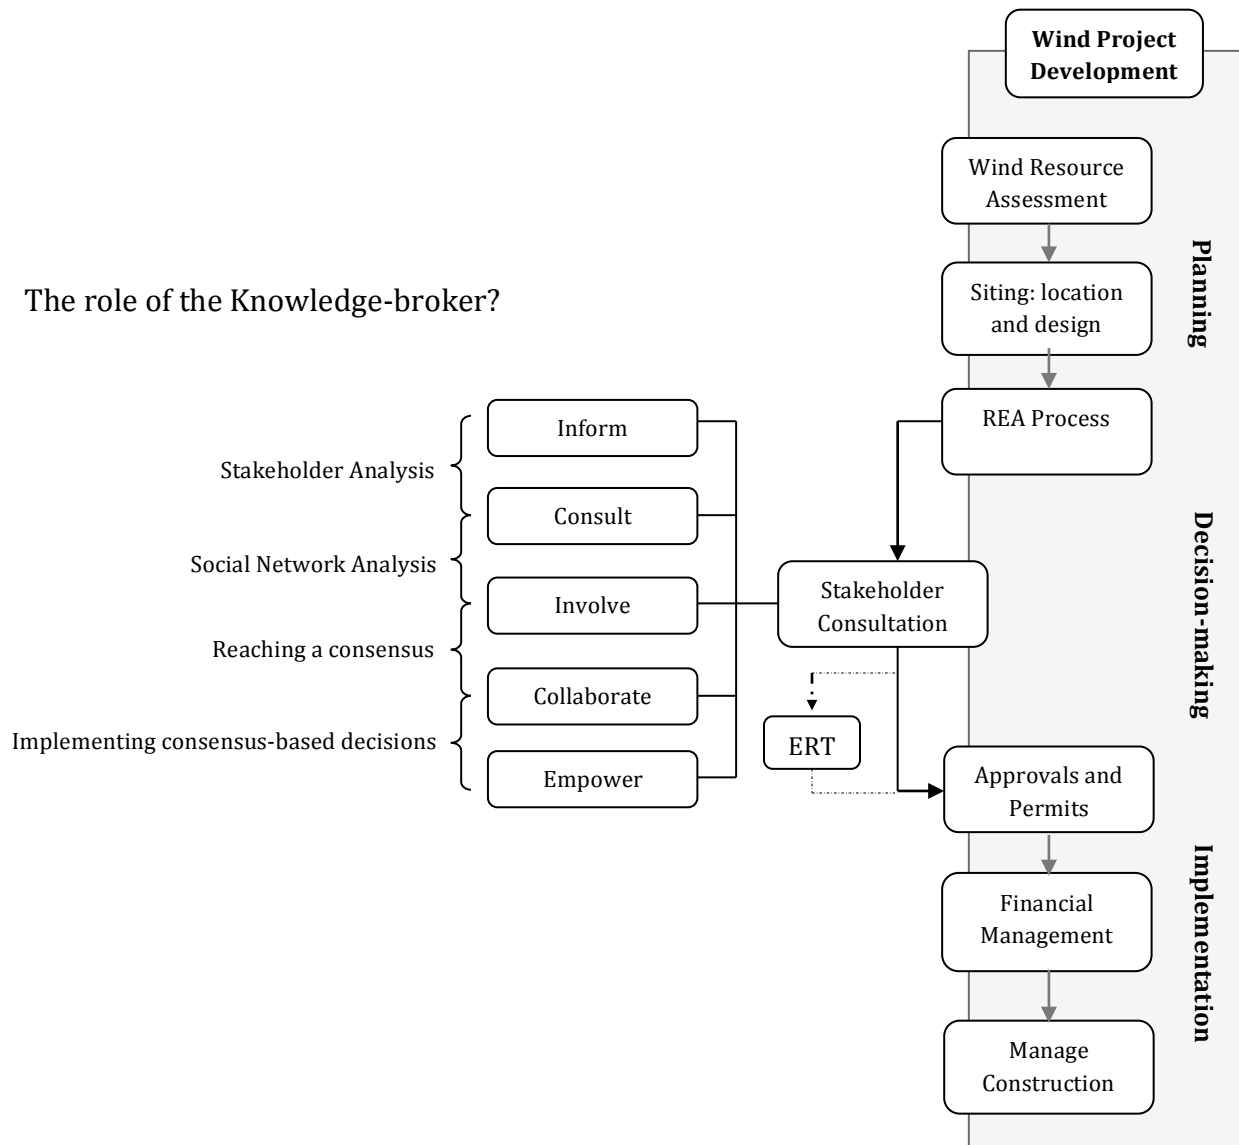 Wind Project
Development
Wind Resource
Assessment
Planning
Siting: location
and design
The role of the Knowledge-broker?
REA Process
Inform
Stakeholder Analysis
Consult
Decision-making
Social Network Analysis
Stakeholder
Consultation
Involve
Reaching a consensus
Collaborate
Implementing consensus-based decisions
ERT
Empower
Approvals and
Permits
Implementation
Financial
Management
Manage
Construction